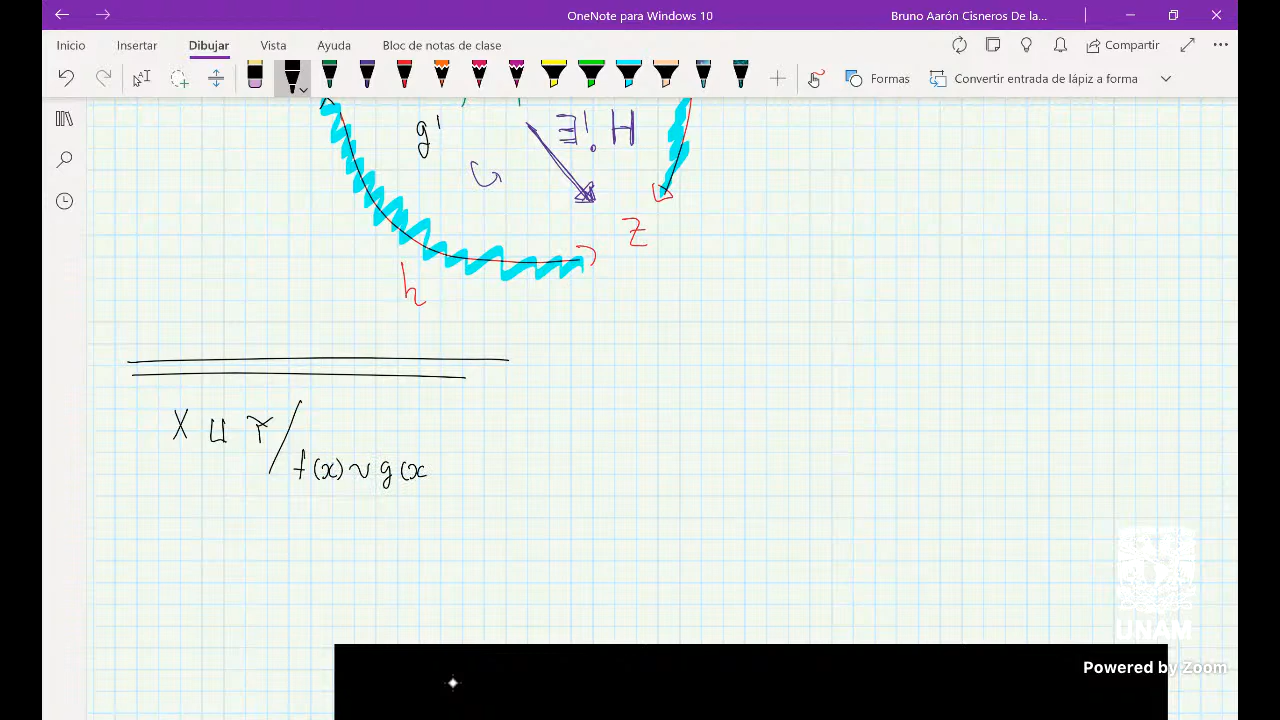 OneNote para Windows 10
Bruno Aarón Cisneros De la...
Inicio Insertar Dibujar Vista Ayuda Bloc de notas de clase Compartir
Formas Convertir entrada de lápiz a forma
g' ∃! H
Z
h
X ⊔ Y /
f(x) ~ g(x
UNAM
Powered by Zoom